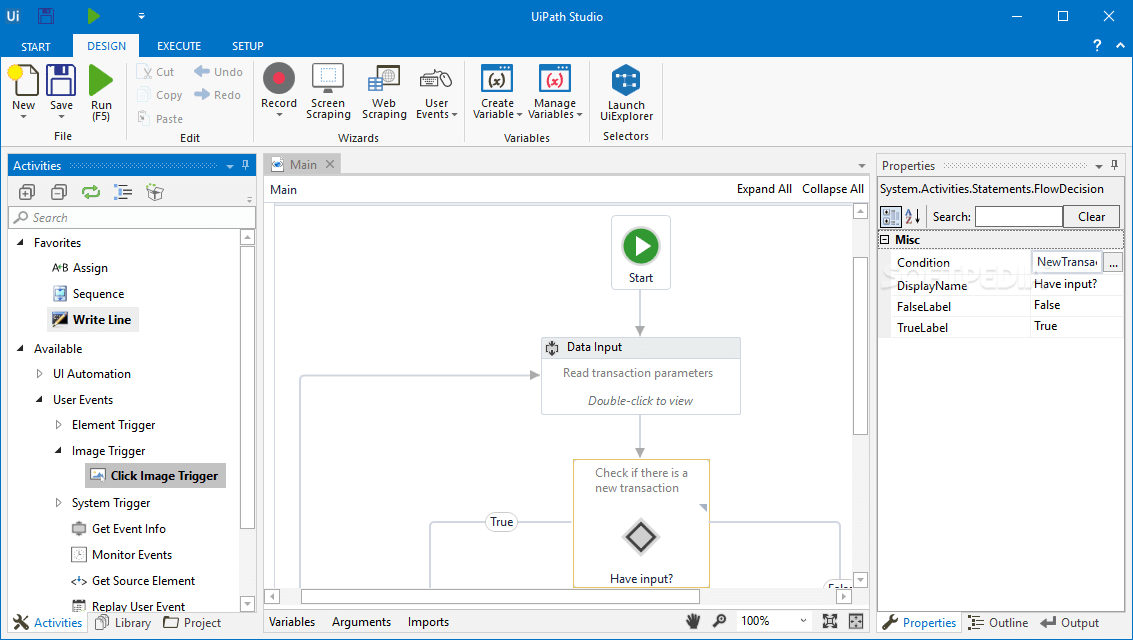 Ui
UiPath Studio
START DESIGN EXECUTE SETUP
?
New
Save
Run
(F5)
File
Cut
Copy
Paste
Undo
Redo
Edit
Record
Screen
Scraping
Web
Scraping
User
Events
Wizards
Create
Variable
Manage
Variables
Variables
Launch
UiExplorer
Selectors
Activities
Search
Favorites
A+B Assign
Sequence
Write Line
Available
UI Automation
User Events
Element Trigger
Image Trigger
Click Image Trigger
System Trigger
Get Event Info
Monitor Events
Get Source Element
Replay User Event
Activities Library Project
Main
Main Expand All Collapse All
Start
Data Input
Read transaction parameters
Double-click to view
Check if there is a
new transaction
True
Have input?
False
Variables Arguments Imports 100%
Properties
System.Activities.Statements.FlowDecision
Search: Clear
Misc
Condition NewTransac ...
DisplayName Have input?
FalseLabel False
TrueLabel True
SOFTPEDIA
Properties Outline Output